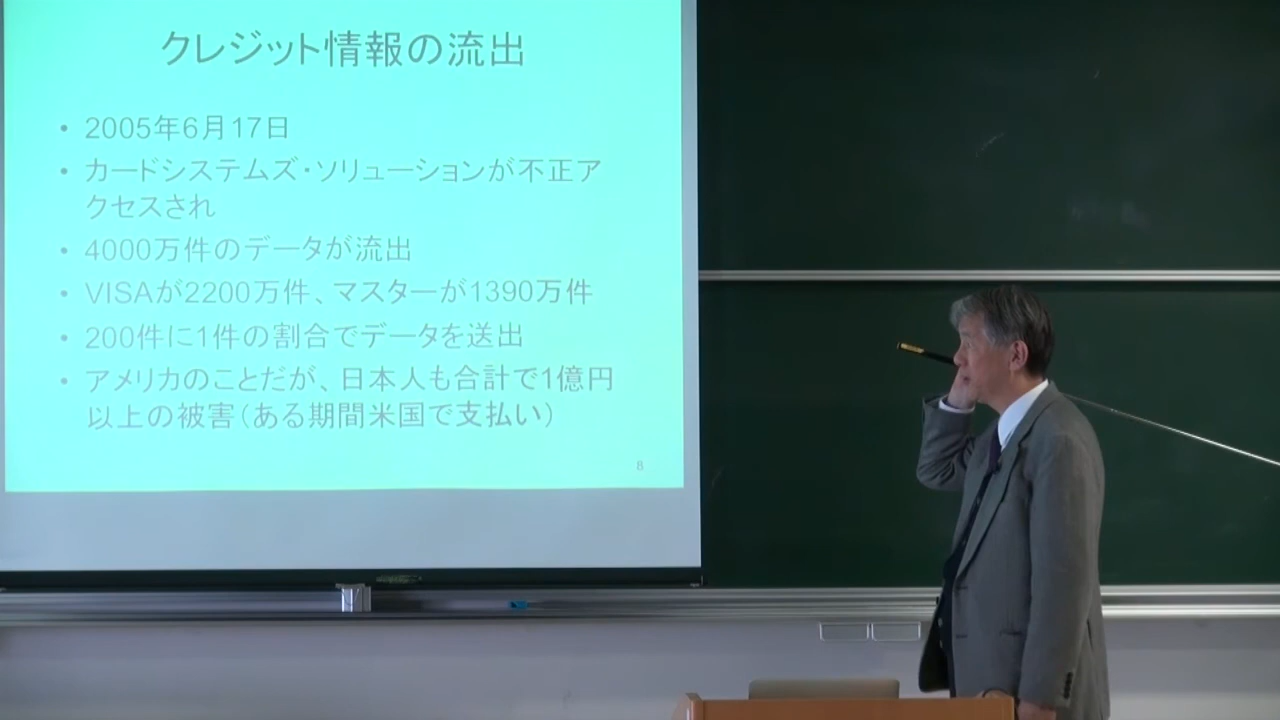 クレジット情報の流出
• 2005年6月17日
• カードシステムズ・ソリューションが不正ア
クセスされ
• 4000万件のデータが流出
• VISAが2200万件、マスターが1390万件
• 200件に1件の割合でデータを送出
• アメリカのことだが、日本人も合計で1億円
以上の被害(ある期間米国で支払い)
8